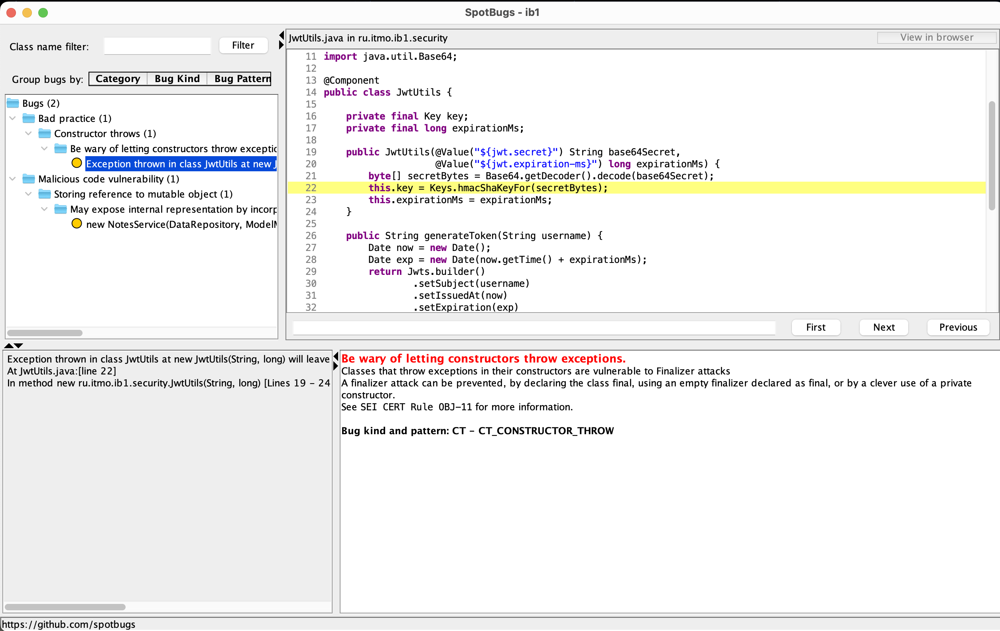 SpotBugs - ib1
Class name filter:
Filter
Group bugs by:
Category
Bug Kind
Bug Pattern
Bugs (2)
Bad practice (1)
Constructor throws (1)
Be wary of letting constructors throw
Exception thrown in class JwtUtils at new
Malicious code vulnerability (1)
Storing reference to mutable object (1)
May expose internal representation by
new NotesService(DataRepository,
JwtUtils.java in ru.itmo.ib1.security
View in browser
11 import java.util.Base64;
12
13 @Component
14 public class JwtUtils {
15
16 private final Key key;
17 private final long expirationMs;
18
19 public JwtUtils(@Value("${jwt.secret}") String base64Secret,
20 @Value("${jwt.expiration-ms}") long expirationMs) {
21 byte[] secretBytes = Base64.getDecoder().decode(base64Secret);
22 this.key = Keys.hmacShaKeyFor(secretBytes);
23 this.expirationMs = expirationMs;
24 }
25
26 public String generateToken(String username) {
27 Date now = new Date();
28 Date exp = new Date(now.getTime() + expirationMs);
29 return Jwts.builder()
30 .setSubject(username)
31 .setIssuedAt(now)
32 .setExpiration(exp)
First
Next
Previous
Exception thrown in class JwtUtils at new JwtUtils(String, long) will leave
At JwtUtils.java:[line 22]
In method new ru.itmo.ib1.security.JwtUtils(String, long) [Lines 19 - 24
Be wary of letting constructors throw exceptions.
Classes that throw exceptions in their constructors are vulnerable to Finalizer attacks
A finalizer attack can be prevented, by declaring the class final, using an empty finalizer declared as final, or by a clever use of a private
constructor.
See SEI CERT Rule OBJ-11 for more information.
Bug kind and pattern: CT - CT_CONSTRUCTOR_THROW
https://github.com/spotbugs